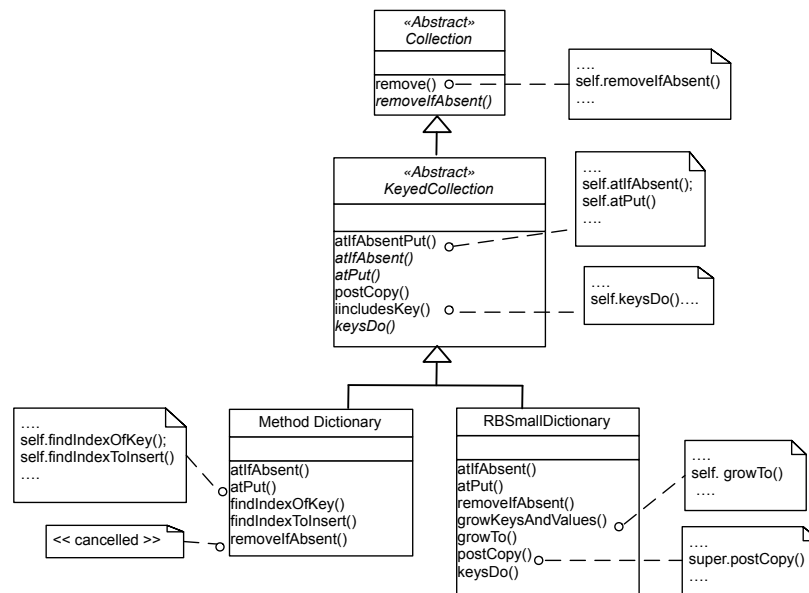 «Abstract»
Collection
remove()
removeIfAbsent()
....
self.removeIfAbsent()
....
«Abstract»
KeyedCollection
atIfAbsentPut()
atIfAbsent()
atPut()
postCopy()
iincludesKey()
keysDo()
....
self.atIfAbsent();
self.atPut()
....
....
self.keysDo()....
....
self.findIndexOfKey();
self.findIndexToInsert()
....
<< cancelled >>
Method Dictionary
atIfAbsent()
atPut()
findIndexOfKey()
findIndexToInsert()
removeIfAbsent()
RBSmallDictionary
atIfAbsent()
atPut()
removeIfAbsent()
growKeysAndValues()
growTo()
postCopy()
keysDo()
....
self. growTo()
....
....
super.postCopy()
....